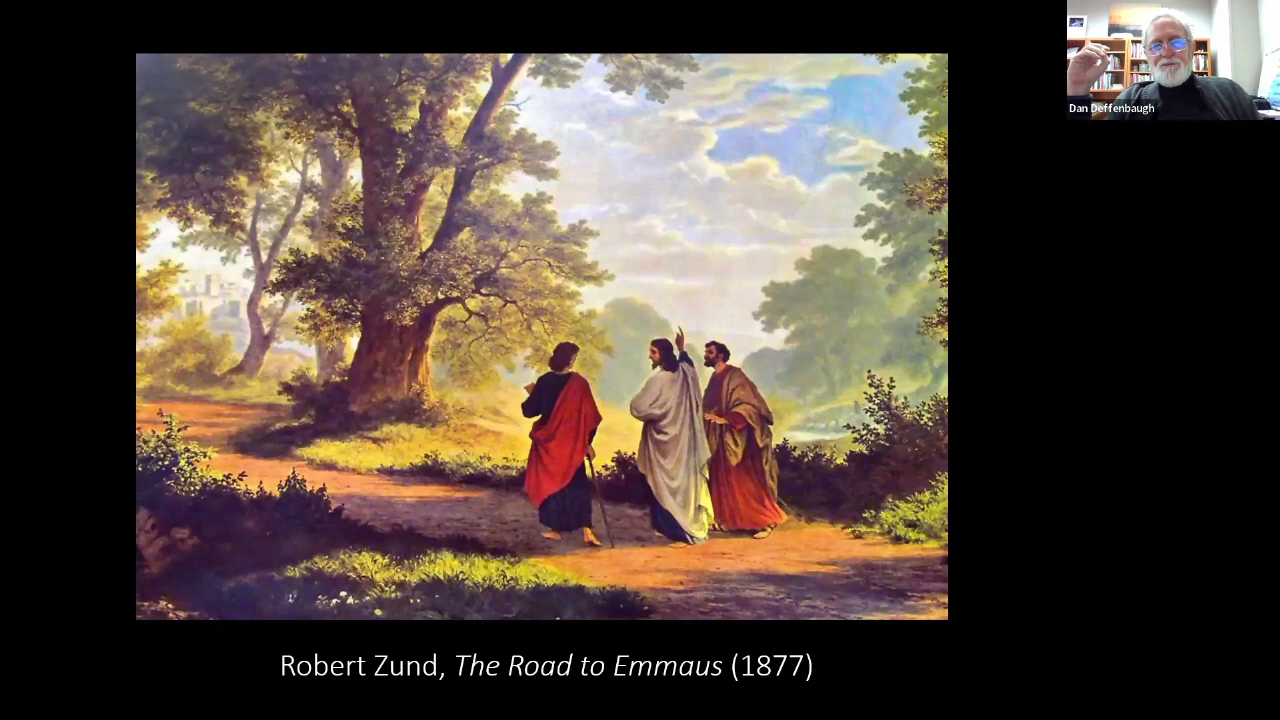 Dan Deffenbaugh
Robert Zund, The Road to Emmaus (1877)